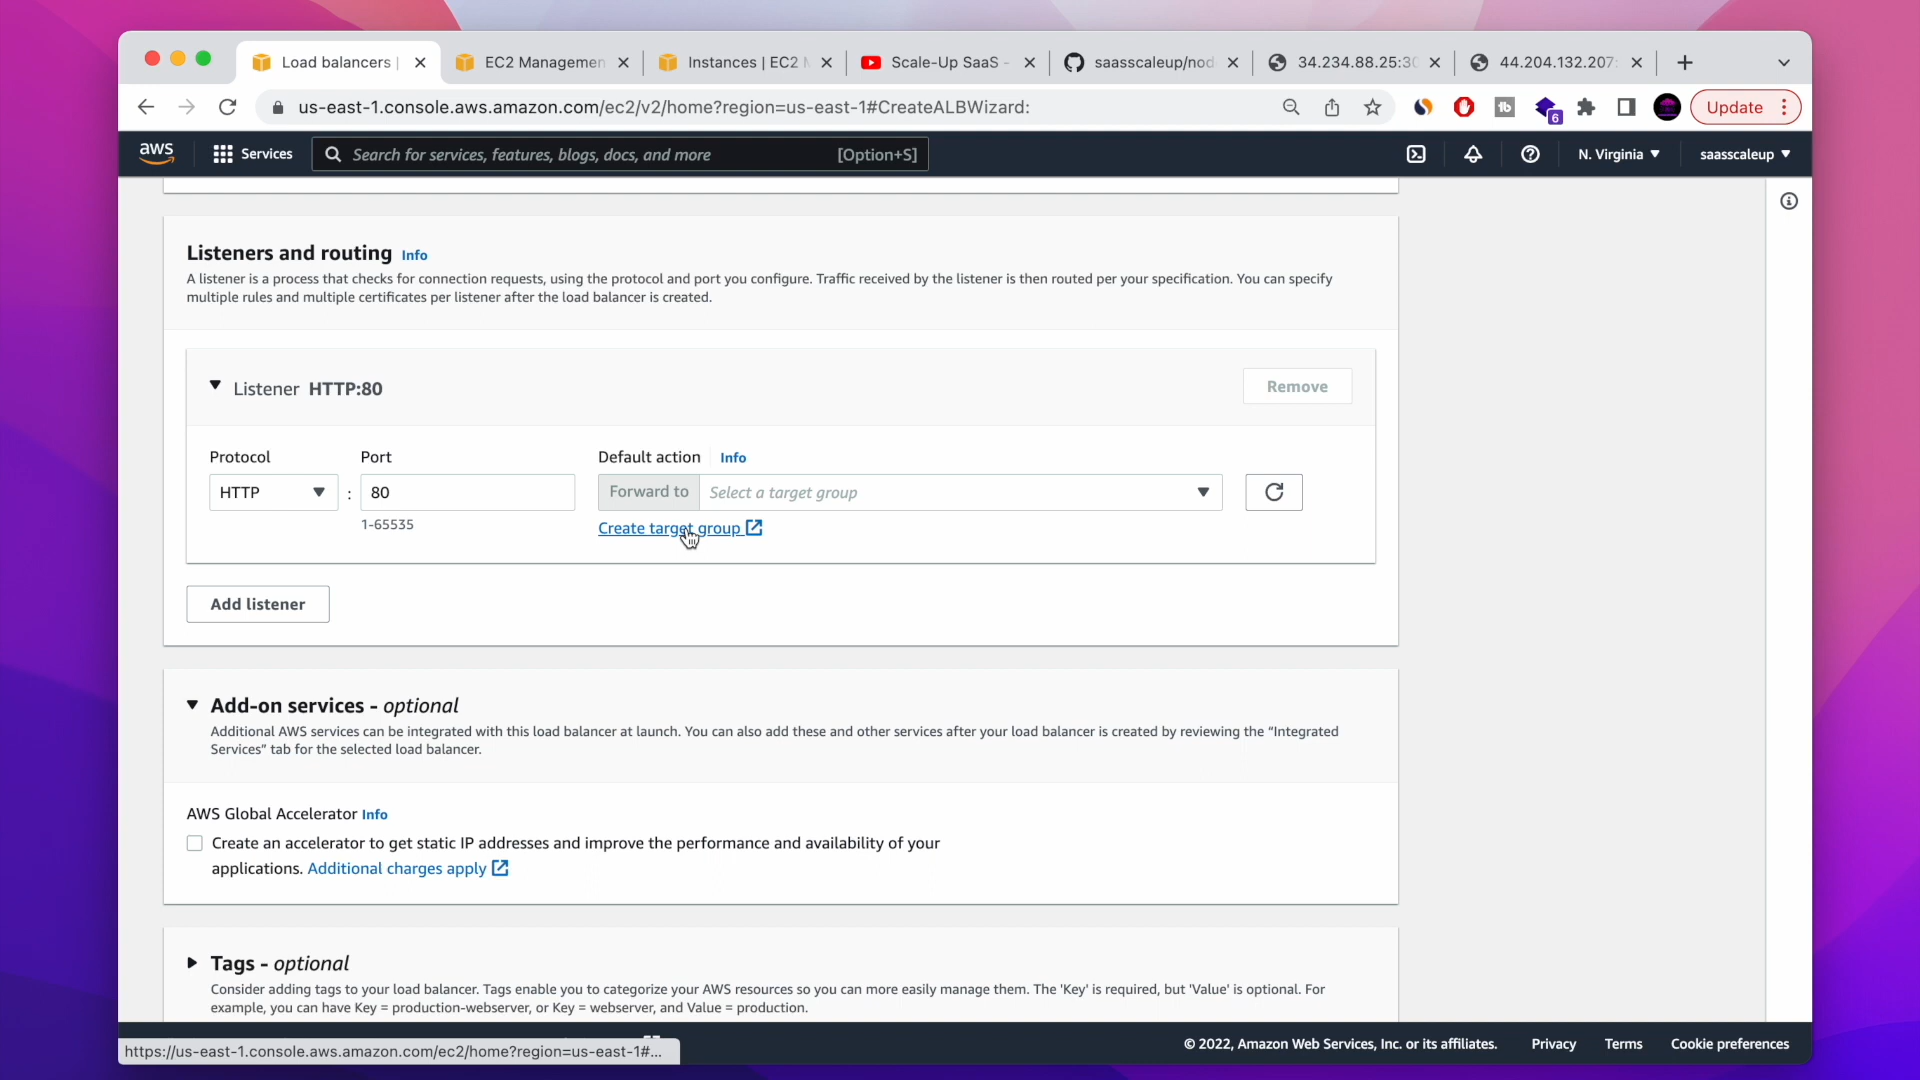 Load balancers |
EC2 Managemen
Instances | EC2
Scale-Up SaaS -
saasscaleup/nod
34.234.88.25:30
44.204.132.207:
us-east-1.console.aws.amazon.com/ec2/v2/home?region=us-east-1#CreateALBWizard:
tb
6
Update
aws
Services
Search for services, features, blogs, docs, and more
[Option+S]
N. Virginia
saasscaleup
Listeners and routing Info
A listener is a process that checks for connection requests, using the protocol and port you configure. Traffic received by the listener is then routed per your specification. You can specify
multiple rules and multiple certificates per listener after the load balancer is created.
Listener HTTP:80
Remove
Protocol
Port
Default action
Info
HTTP
:
80
Forward to
Select a target group
1-65535
Create target group
Add listener
Add-on services - optional
Additional AWS services can be integrated with this load balancer at launch. You can also add these and other services after your load balancer is created by reviewing the "Integrated
Services" tab for the selected load balancer.
AWS Global Accelerator Info
Create an accelerator to get static IP addresses and improve the performance and availability of your
applications. Additional charges apply
Tags - optional
Consider adding tags to your load balancer. Tags enable you to categorize your AWS resources so you can more easily manage them. The 'Key' is required, but 'Value' is optional. For
example, you can have Key = production-webserver, or Key = webserver, and Value = production.
https://us-east-1.console.aws.amazon.com/ec2/home?region=us-east-1#...
© 2022, Amazon Web Services, Inc. or its affiliates.
Privacy
Terms
Cookie preferences